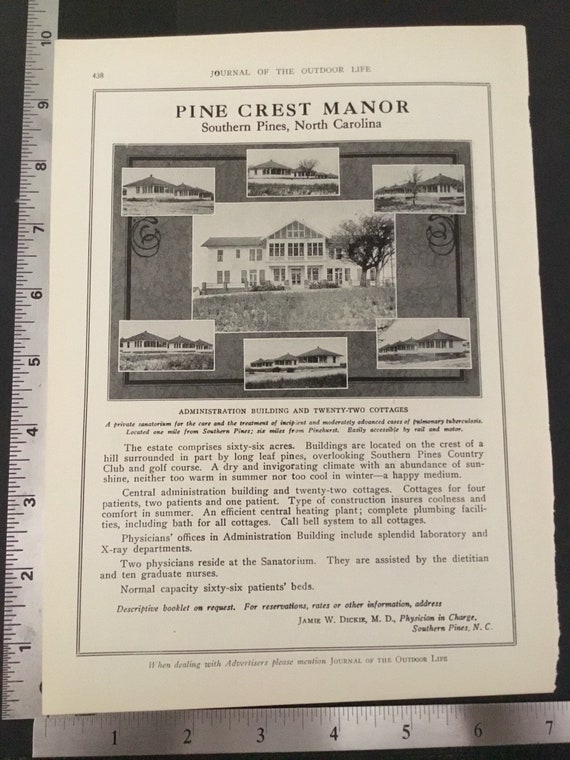 438
JOURNAL OF THE OUTDOOR LIFE
PINE CREST MANOR
Southern Pines, North Carolina
ADMINISTRATION BUILDING AND TWENTY-TWO COTTAGES
A private sanatorium for the care and the treatment of incipient and moderately advanced cases of pulmonary tuberculosis.
Located one mile from Southern Pines; six miles from Pinehurst. Easily accessible by rail and motor.
The estate comprises sixty-six acres. Buildings are located on the crest of a
hill surrounded in part by long leaf pines, overlooking Southern Pines Country
Club and golf course. A dry and invigorating climate with an abundance of sun-
shine, neither too warm in summer nor too cool in winter—a happy medium.
Central administration building and twenty-two cottages. Cottages for four
patients, two patients and one patient. Type of construction insures coolness and
comfort in summer. An efficient central heating plant; complete plumbing facili-
ties, including bath for all cottages. Call bell system to all cottages.
Physicians' offices in Administration Building include splendid laboratory and
X-ray departments.
Two physicians reside at the Sanatorium. They are assisted by the dietitian
and ten graduate nurses.
Normal capacity sixty-six patients' beds.
Descriptive booklet on request. For reservations, rates or other information, address
JAMIE W. DICKIE, M. D., Physician in Charge,
Southern Pines, N. C.
When dealing with Advertisers please mention JOURNAL OF THE OUTDOOR LIFE
10
9
8
7
6
5
4
3
2
1
1 2 3 4 5 6 7